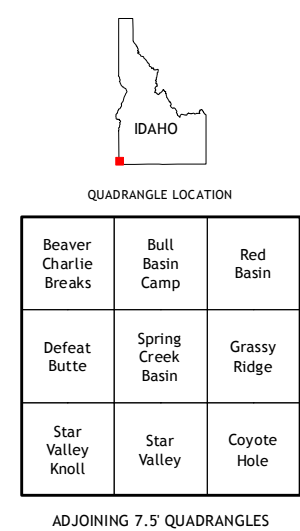 IDAHO
QUADRANGLE LOCATION
Beaver
Charlie
Breaks
Bull
Basin
Camp
Red
Basin
Defeat
Butte
Spring
Creek
Basin
Grassy
Ridge
Star
Valley
Knoll
Star
Valley
Coyote
Hole
ADJOINING 7.5' QUADRANGLES